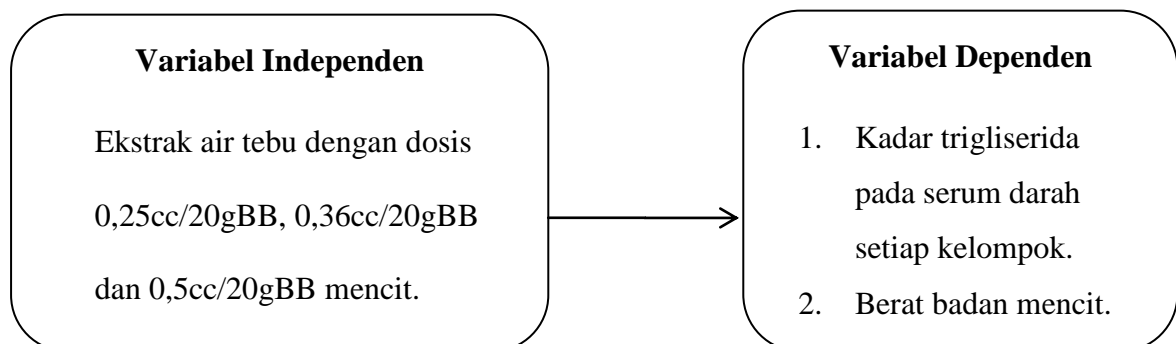 Variabel Independen
Ekstrak air tebu dengan dosis
0,25cc/20gBB, 0,36cc/20gBB
dan 0,5cc/20gBB mencit.
Variabel Dependen
1. Kadar trigliserida
pada serum darah
setiap kelompok.
2. Berat badan mencit.